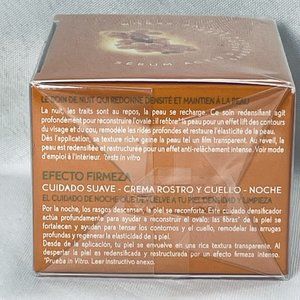 SÉRUM
LE SOIN DE NUIT QUI REDONNE DENSITÉ ET MAINTIEN À LA PEAU
La nuit, les traits sont au repos, la peau se recharge. Ce soin redensifiant agit
profondément pour reconstruire l'ovale : il rebibre la peau pour un effet lift des contours
du visage et du cou, remodèle les rides profondes et restaure l'élasticité de la peau.
Dès l'application, sa texture riche gaine la peau tel un film transparent. Au réveil, la
peau est redensifiée et restructurée pour un effet anti-relâchement intense. Voir mode
d'emploi à l'intérieur. Tests in vitro
EFECTO FIRMEZA
CUIDADO SUAVE - CREMA ROSTRO Y CUELLO - NOCHE
EL CUIDADO DE NOCHE QUE DEVUELVE A TU PIEL DENSIDAD Y LIMPIEZA
Por la noche, los rasgos descansan, la piel se reconforta. Este cuidado densificador
actúa profundamente para ayudar a reconstruir el óvalo: las fibras* de la piel se
fortalecen y ayudan para tensar los contornos y el cuello, remodelar las arrugas
profundas y restaurar la elasticidad de la piel.
Desde de la aplicación, tu piel se envuelve en una rica textura transparente. Al
despertar la piel es redensificada y restructurada por un efecto firmeza intenso.
*Prueba in Vitro. Leer instructivo anexo.